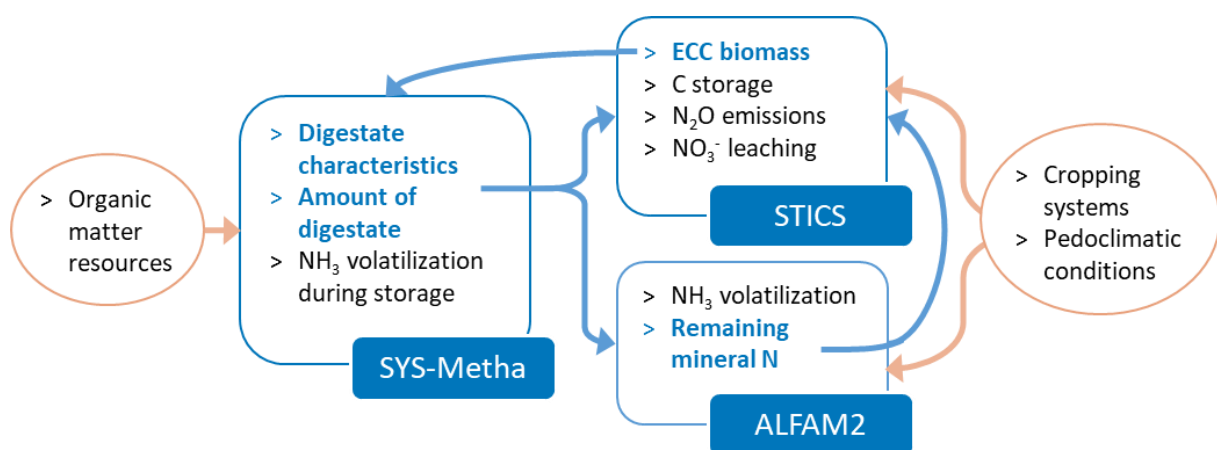 > Organic
matter
resources
> Digestate
characteristics
> Amount of
digestate
> NH₃ volatilization
during storage
SYS-Metha
> ECC biomass
> C storage
> N₂O emissions
> NO₃⁻ leaching
STICS
> NH₃ volatilization
> Remaining
mineral N
ALFAM2
> Cropping
systems
> Pedoclimatic
conditions